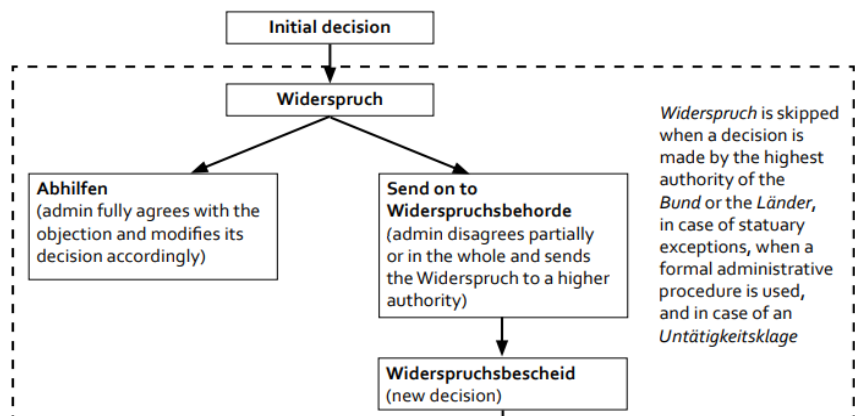 Initial decision
Widerspruch
Abhilfen
(admin fully agrees with the
objection and modifies its
decision accordingly)
Send on to
Widerspruchsbehorde
(admin disagrees partially
or in the whole and sends
the Widerspruch to a higher
authority)
Widerspruchsbescheid
(new decision)
Widerspruch is skipped
when a decision is
made by the highest
authority of the
Bund or the Länder,
in case of statuary
exceptions, when a
formal administrative
procedure is used,
and in case of an
Untätigkeitsklage